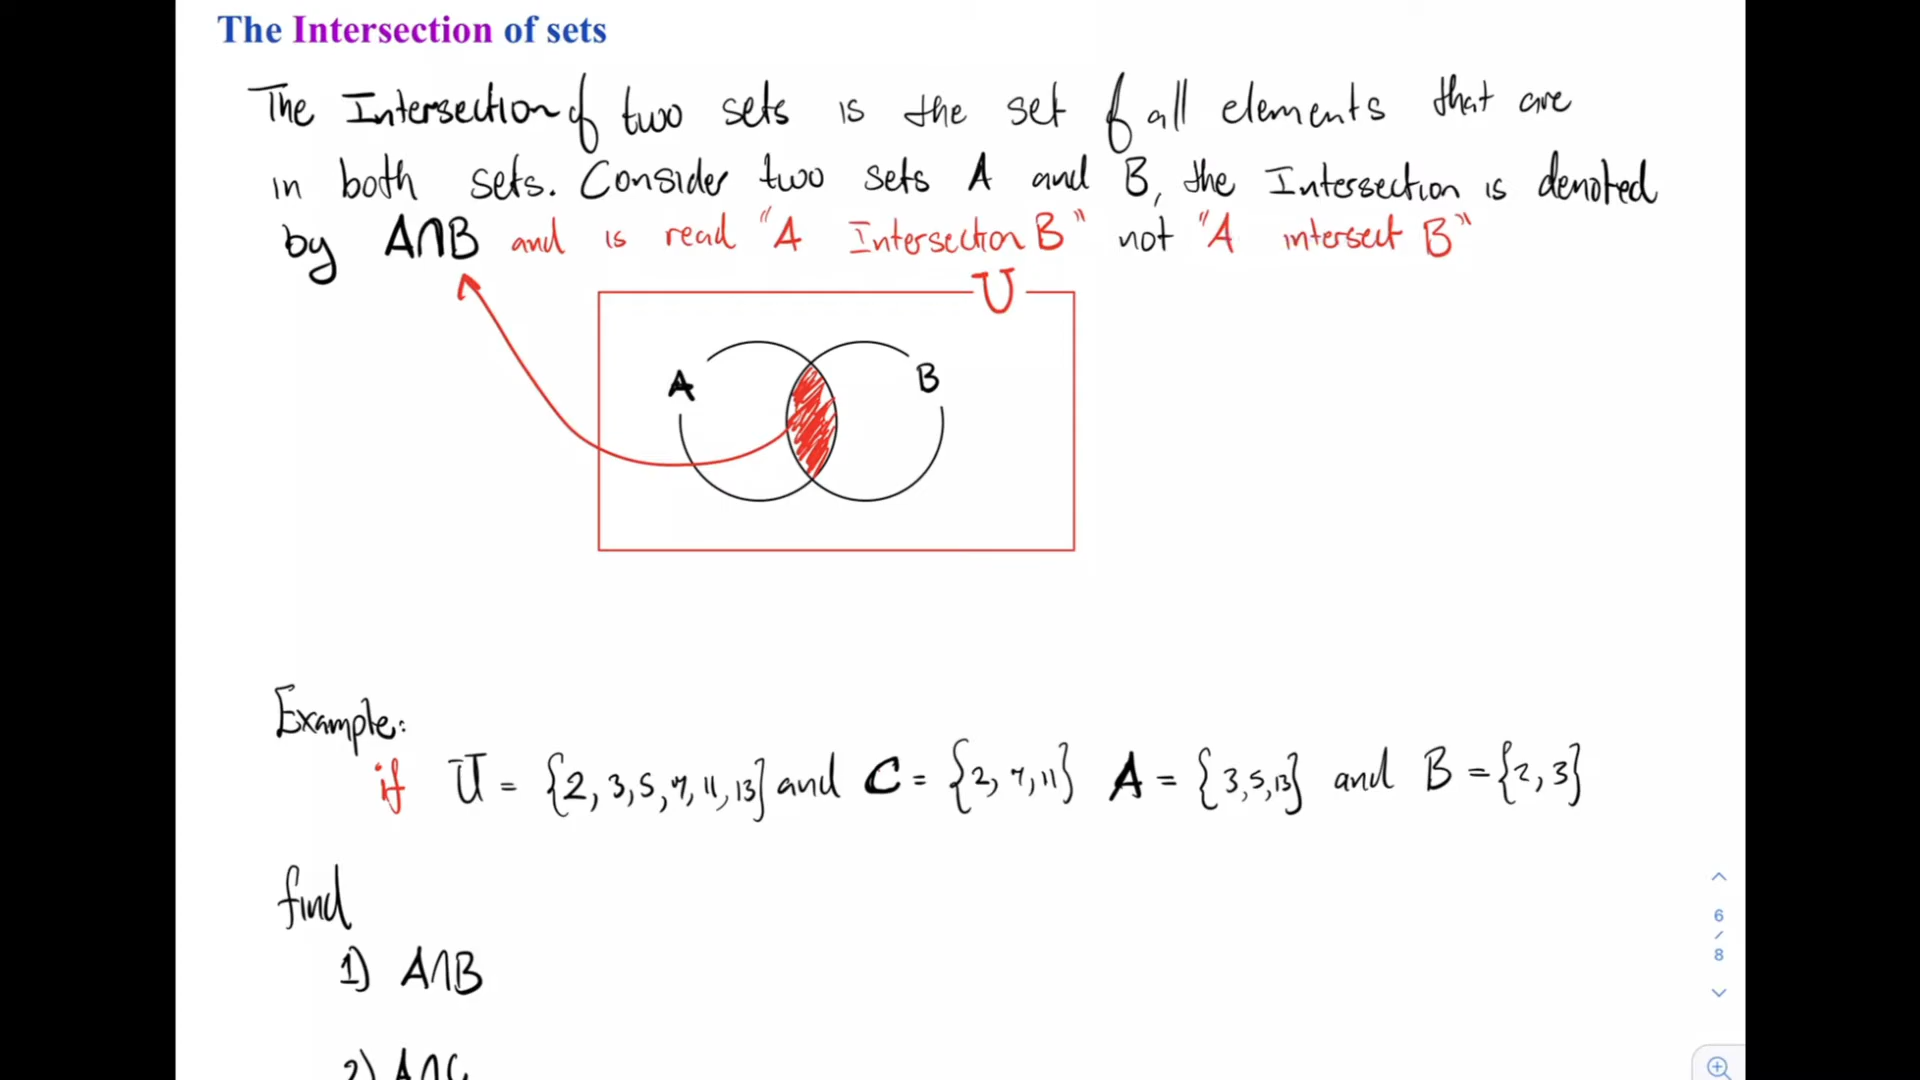 The Intersection of sets
The Intersection of two sets is the set of all elements that are
in both sets. Consider two sets A and B, the Intersection is denoted
by A∩B and is read "A Intersection B" not "A intersect B"
U
A
B
Example:
if U = {2, 3, 5, 7, 11, 13} and C = {2, 7, 11} A = {3, 5, 13} and B = {2, 3}
find
1) A∩B
2) A∩C
6
/
8